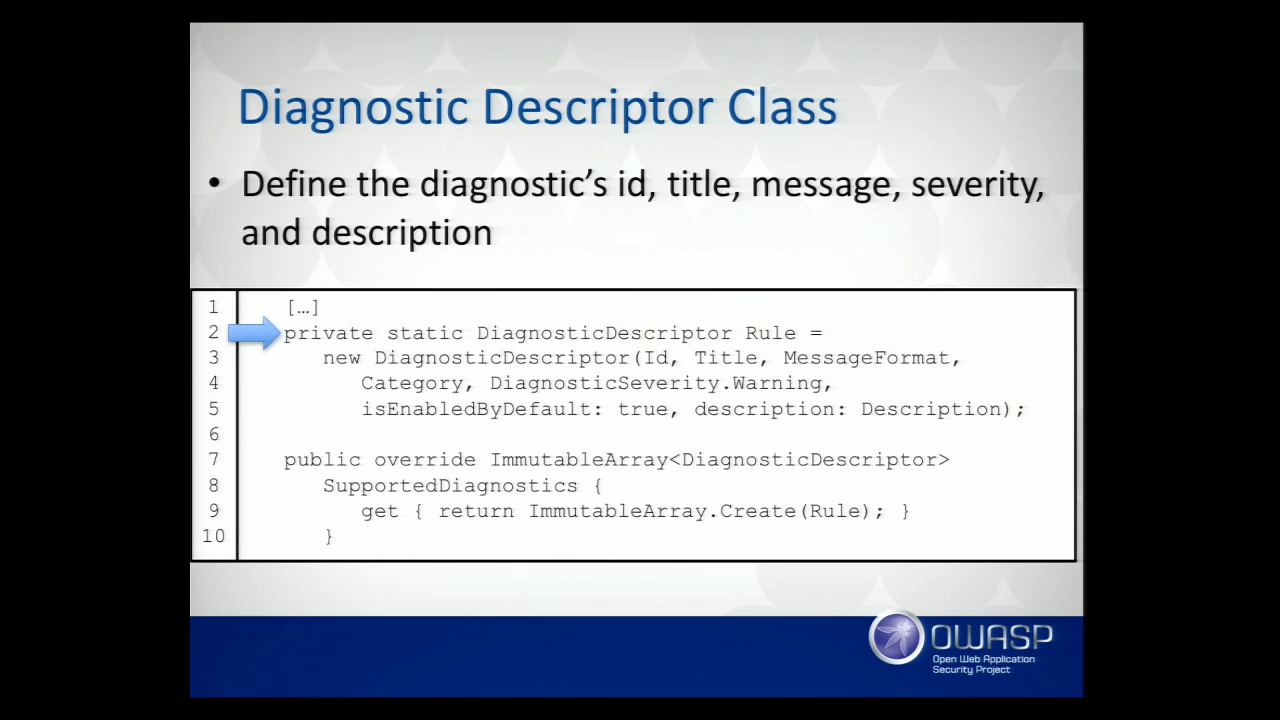 Diagnostic Descriptor Class
• Define the diagnostic’s id, title, message, severity,
and description
1 […]
2 private static DiagnosticDescriptor Rule =
3 new DiagnosticDescriptor(Id, Title, MessageFormat,
4 Category, DiagnosticSeverity.Warning,
5 isEnabledByDefault: true, description: Description);
6
7 public override ImmutableArray<DiagnosticDescriptor>
8 SupportedDiagnostics {
9 get { return ImmutableArray.Create(Rule); }
10 }
OWASP
Open Web Application
Security Project